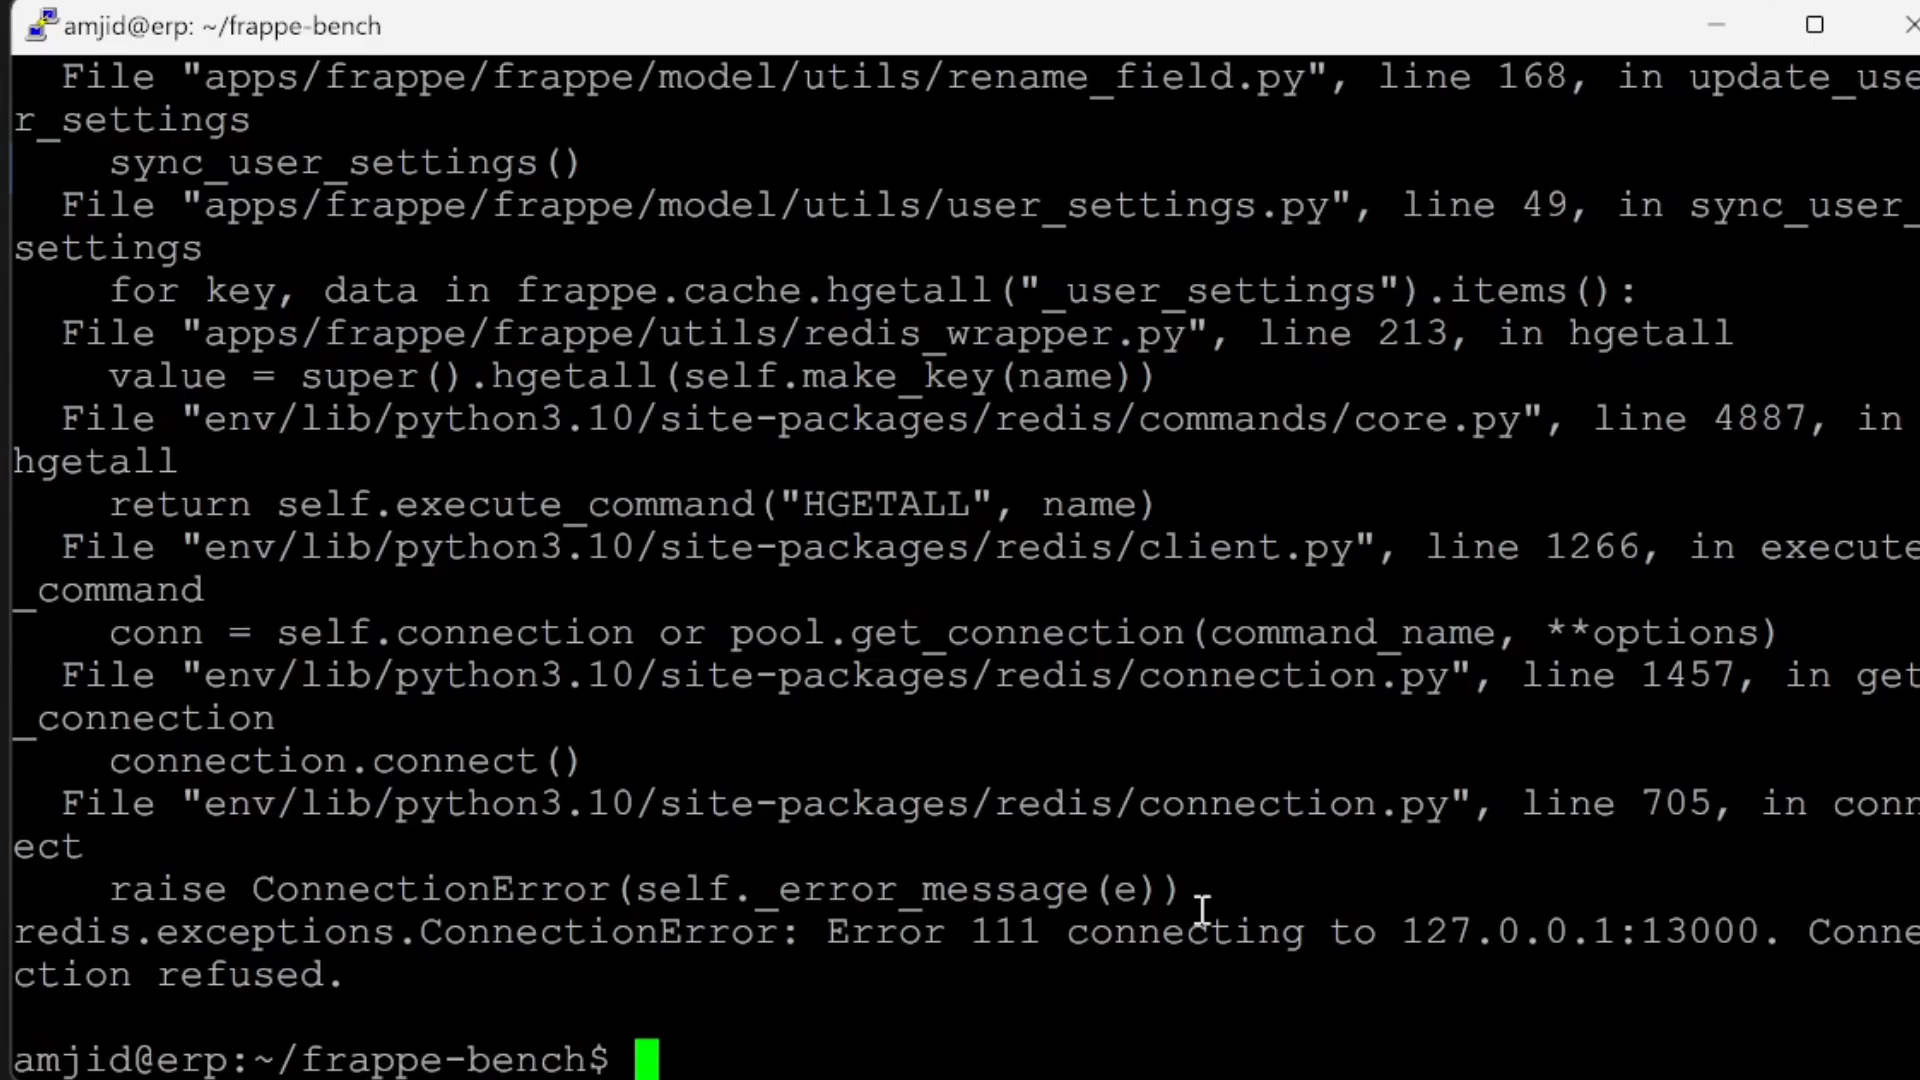 amjid@erp: ~/frappe-bench
  File "apps/frappe/frappe/model/utils/rename_field.py", line 168, in update_use
r_settings
    sync_user_settings()
  File "apps/frappe/frappe/model/utils/user_settings.py", line 49, in sync_user_
settings
    for key, data in frappe.cache.hgetall("_user_settings").items():
  File "apps/frappe/frappe/utils/redis_wrapper.py", line 213, in hgetall
    value = super().hgetall(self.make_key(name))
  File "env/lib/python3.10/site-packages/redis/commands/core.py", line 4887, in
hgetall
    return self.execute_command("HGETALL", name)
  File "env/lib/python3.10/site-packages/redis/client.py", line 1266, in execute
_command
    conn = self.connection or pool.get_connection(command_name, **options)
  File "env/lib/python3.10/site-packages/redis/connection.py", line 1457, in get
_connection
    connection.connect()
  File "env/lib/python3.10/site-packages/redis/connection.py", line 705, in conn
ect
    raise ConnectionError(self._error_message(e))
redis.exceptions.ConnectionError: Error 111 connecting to 127.0.0.1:13000. Conne
ction refused.
amjid@erp:~/frappe-bench$